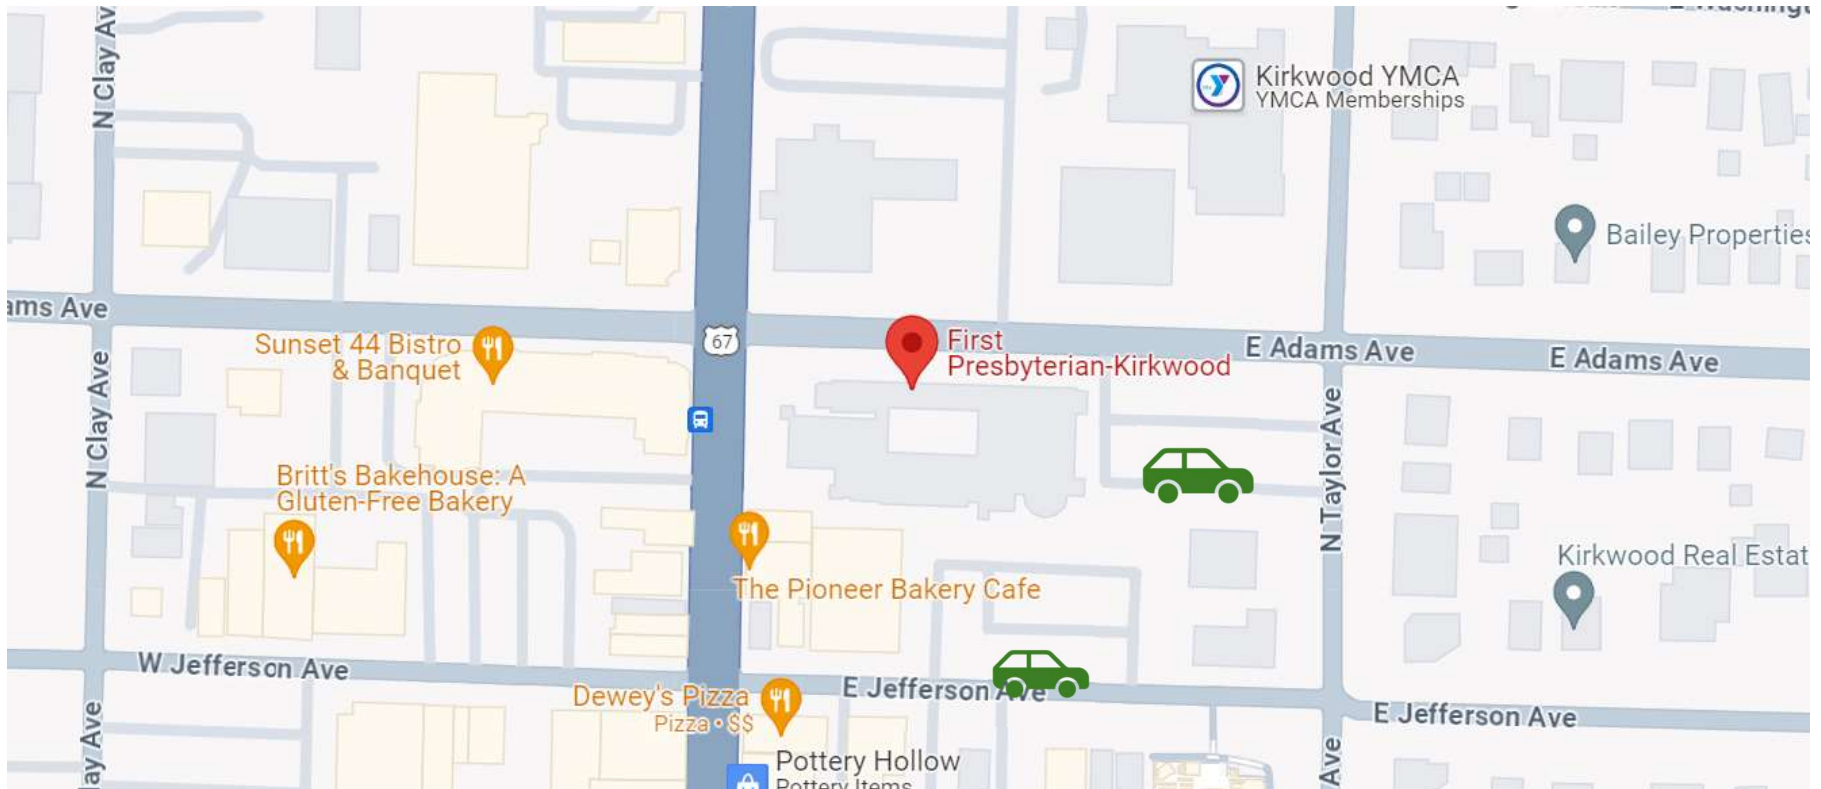 N Clay Av
Kirkwood YMCA
YMCA Memberships
Bailey Properties
ams Ave
67
Sunset 44 Bistro
& Banquet
First
Presbyterian-Kirkwood
E Adams Ave
E Adams Ave
N Clay Ave
N Taylor Ave
Britt's Bakehouse: A
Gluten-Free Bakery
Kirkwood Real Estat
The Pioneer Bakery Cafe
W Jefferson Ave
Dewey's Pizza
Pizza • $$
E Jefferson Ave
E Jefferson Ave
lay Ave
Ave
Pottery Hollow
Pottery Items